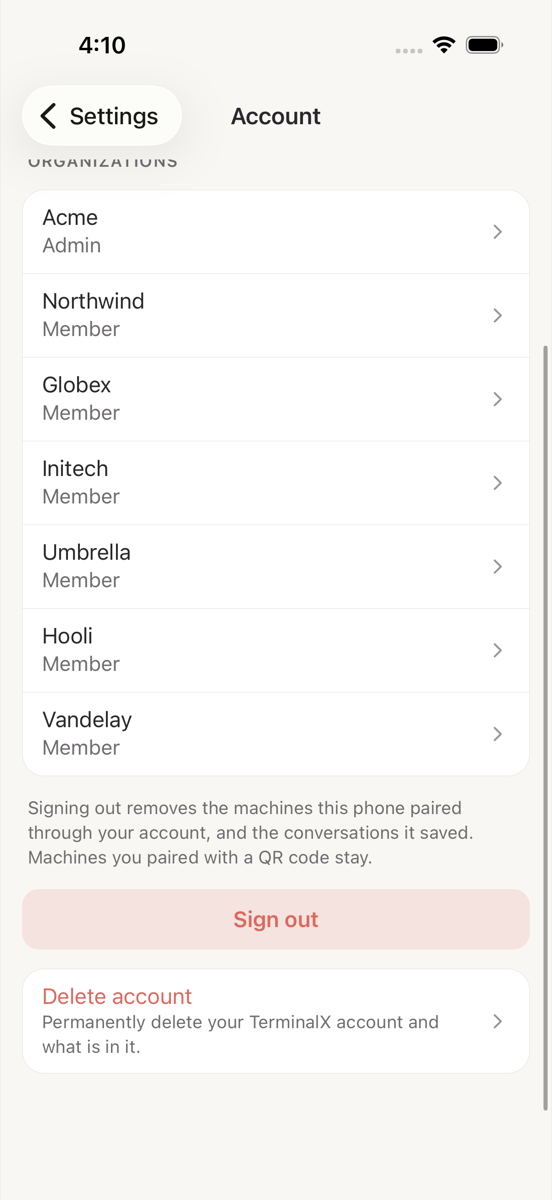 4:10
Settings
Account
ORGANIZATIONS
Acme
Admin
Northwind
Member
Globex
Member
Initech
Member
Umbrella
Member
Hooli
Member
Vandelay
Member
Signing out removes the machines this phone paired
through your account, and the conversations it saved.
Machines you paired with a QR code stay.
Sign out
Delete account
Permanently delete your TerminalX account and
what is in it.